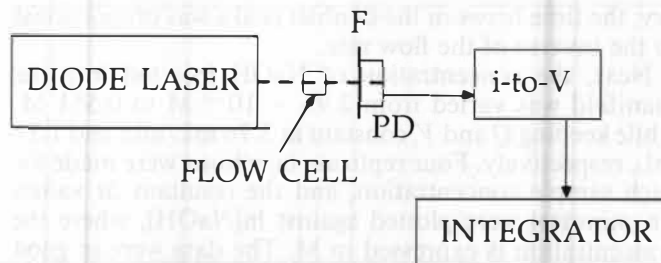 F
DIODE LASER
i-to-V
PD
FLOW CELL
INTEGRATOR